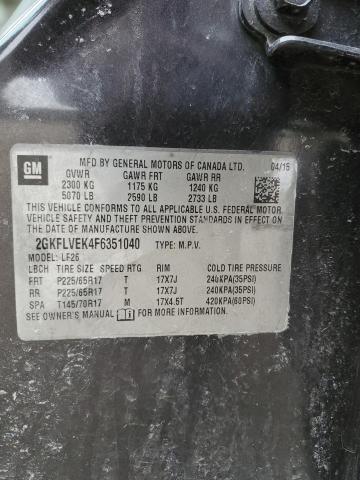 GM
MFD BY GENERAL MOTORS OF CANADA LTD. 04/15
GVWR GAWR FRT GAWR RR
2300 KG 1175 KG 1240 KG
5070 LB 2590 LB 2733 LB
THIS VEHICLE CONFORMS TO ALL APPLICABLE U.S. FEDERAL MOTOR
VEHICLE SAFETY AND THEFT PREVENTION STANDARDS IN EFFECT
ON THE DATE OF MANUFACTURE SHOWN ABOVE.
2GKFLVEK4F6351040 TYPE: M.P.V.
MODEL: LF26
LBCH TIRE SIZE SPEED RTG RIM COLD TIRE PRESSURE
FRT P225/65R17 T 17X7J 240KPA(35PSI)
RR P225/65R17 T 17X7J 240KPA(35PSI)
SPA T145/70R17 M 17X4.5T 420KPA(60PSI)
SEE OWNER'S MANUAL FOR MORE INFORMATION